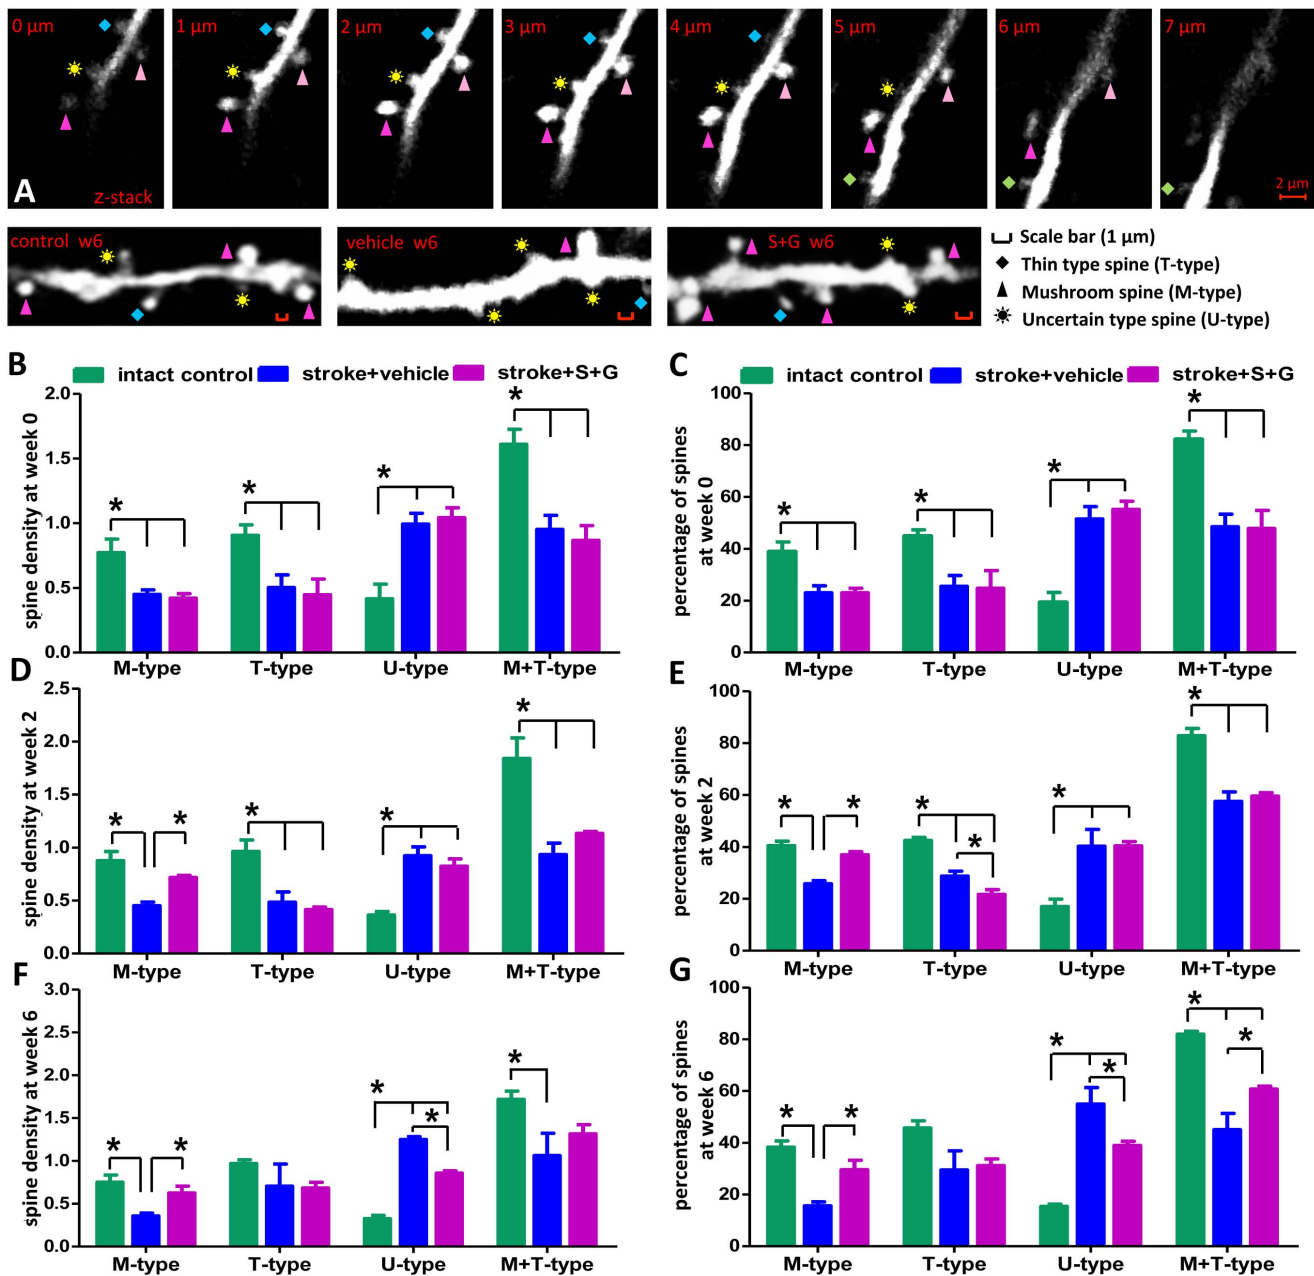 0 µm
1 µm
2 µm
3 µm
4 µm
5 µm
6 µm
7 µm
A
z-stack
2 µm
control w6
vehicle w6
S+G w6
Scale bar (1 µm)
Thin type spine (T-type)
Mushroom spine (M-type)
Uncertain type spine (U-type)
B
intact control
stroke+vehicle
stroke+S+G
spine density at week 0
2.0
1.5
1.0
0.5
0.0
*
*
*
*
M-type
T-type
U-type
M+T-type
C
intact control
stroke+vehicle
stroke+S+G
percentage of spines
at week 0
100
80
60
40
20
0
*
*
*
*
M-type
T-type
U-type
M+T-type
D
spine density at week 2
2.5
2.0
1.5
1.0
0.5
0.0
*
*
*
*
*
M-type
T-type
U-type
M+T-type
E
percentage of spines
at week 2
100
80
60
40
20
0
*
*
*
*
*
*
M-type
T-type
U-type
M+T-type
F
spine density at week 6
3.0
2.5
2.0
1.5
1.0
0.5
0.0
*
*
*
*
*
M-type
T-type
U-type
M+T-type
G
percentage of spines
at week 6
100
80
60
40
20
0
*
*
*
*
*
*
M-type
T-type
U-type
M+T-type